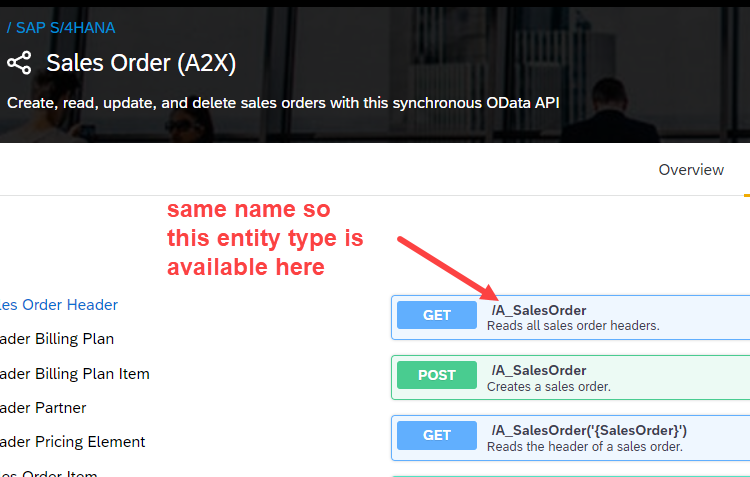 / SAP S/4HANA
Sales Order (A2X)
Create, read, update, and delete sales orders with this synchronous OData API
Overview
same name so
this entity type is
available here
les Order Header
ader Billing Plan
ader Billing Plan Item
ader Partner
ader Pricing Element
les Order Item
GET /A_SalesOrder
Reads all sales order headers.
POST /A_SalesOrder
Creates a sales order.
GET /A_SalesOrder('{SalesOrder}')
Reads the header of a sales order.